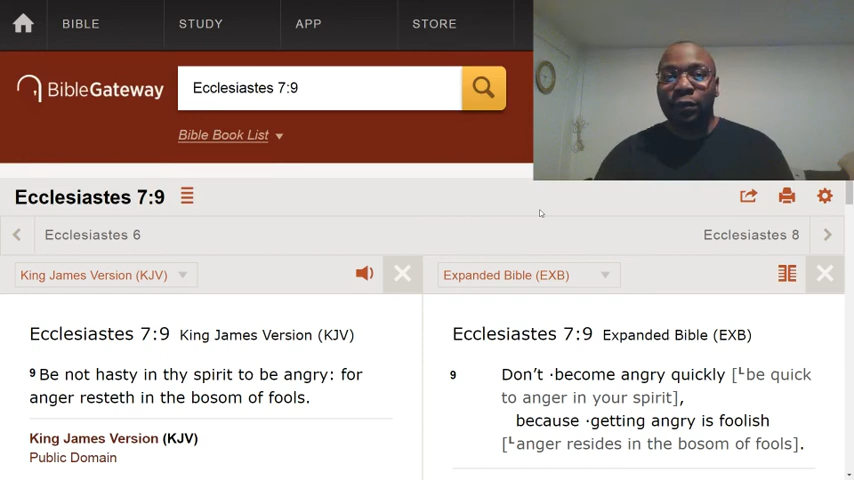 BIBLE STUDY APP STORE
BibleGateway
Ecclesiastes 7:9
Bible Book List
Ecclesiastes 7:9
Ecclesiastes 6
Ecclesiastes 8
King James Version (KJV)
Ecclesiastes 7:9 King James Version (KJV)
9 Be not hasty in thy spirit to be angry: for
anger resteth in the bosom of fools.
King James Version (KJV)
Public Domain
Expanded Bible (EXB)
Ecclesiastes 7:9 Expanded Bible (EXB)
9 Don’t ·become angry quickly [Lbe quick
to anger in your spirit],
because ·getting angry is foolish
[Langer resides in the bosom of fools].